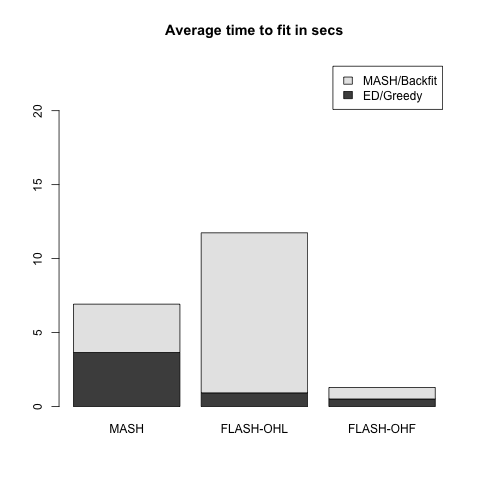 Average time to fit in secs
MASH/Backfit
ED/Greedy
20
15
10
5
0
MASH FLASH-OHL FLASH-OHF